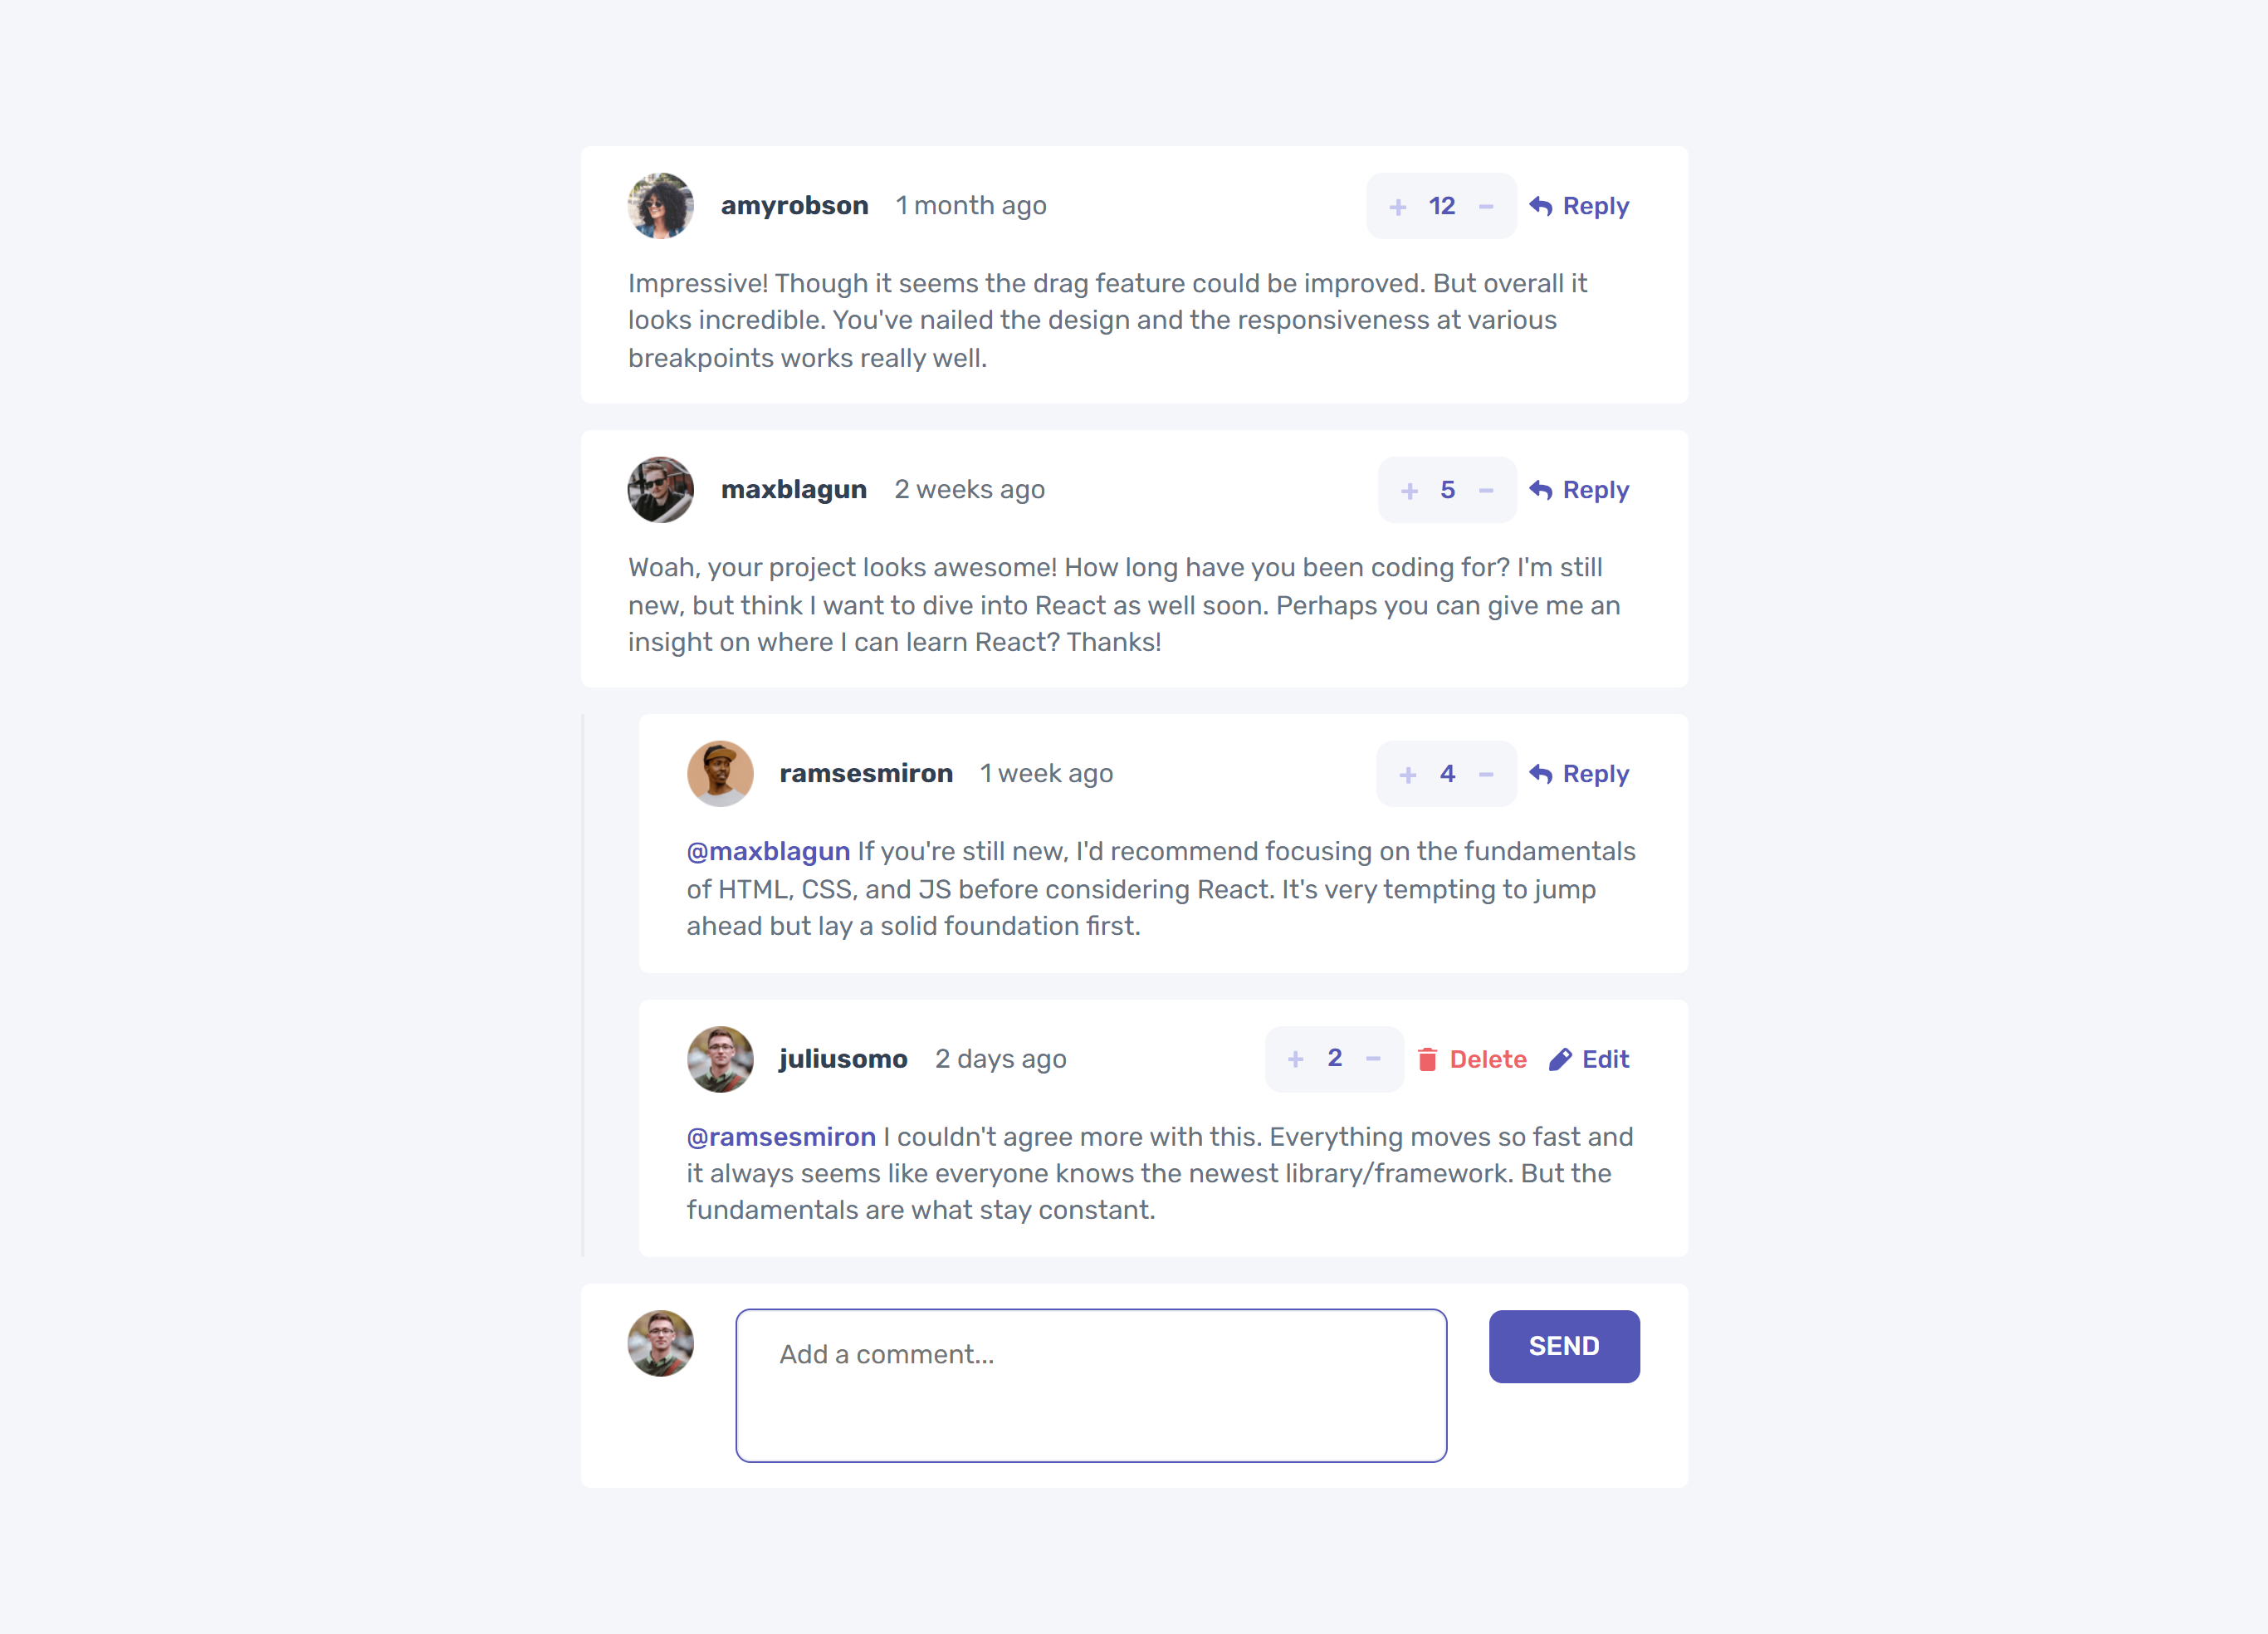 amyrobson 1 month ago + 12 − Reply
Impressive! Though it seems the drag feature could be improved. But overall it
looks incredible. You've nailed the design and the responsiveness at various
breakpoints works really well.
maxblagun 2 weeks ago + 5 − Reply
Woah, your project looks awesome! How long have you been coding for? I'm still
new, but think I want to dive into React as well soon. Perhaps you can give me an
insight on where I can learn React? Thanks!
ramsesmiron 1 week ago + 4 − Reply
@maxblagun If you're still new, I'd recommend focusing on the fundamentals
of HTML, CSS, and JS before considering React. It's very tempting to jump
ahead but lay a solid foundation first.
juliusomo 2 days ago + 2 − Delete Edit
@ramsesmiron I couldn't agree more with this. Everything moves so fast and
it always seems like everyone knows the newest library/framework. But the
fundamentals are what stay constant.
Add a comment... SEND